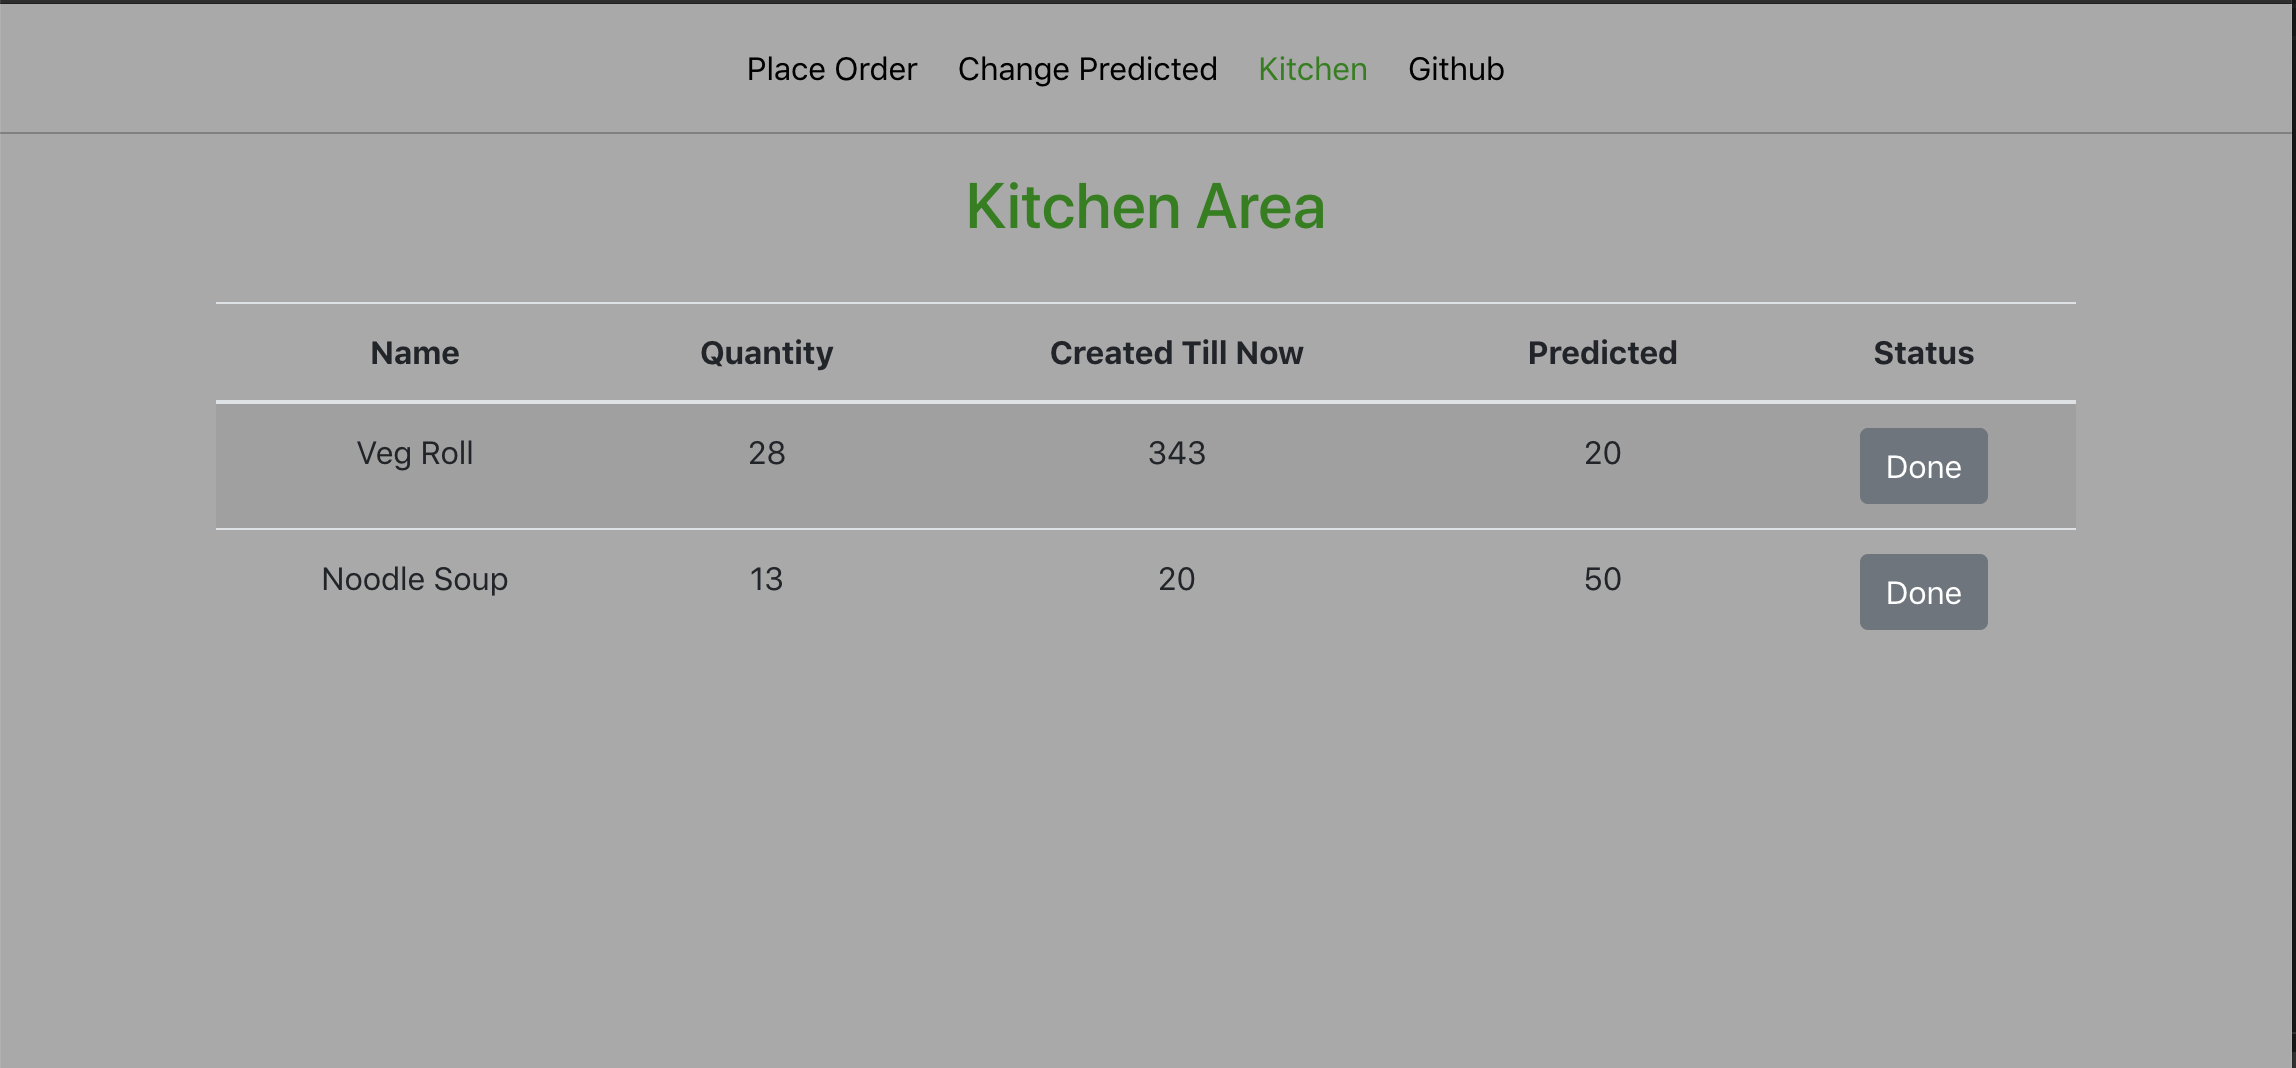 Place Order Change Predicted Kitchen Github
Kitchen Area
Name Quantity Created Till Now Predicted Status
Veg Roll 28 343 20 Done
Noodle Soup 13 20 50 Done